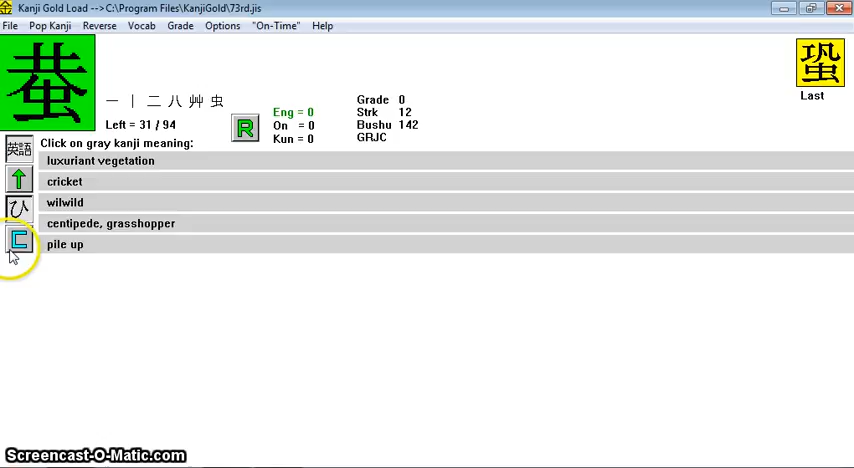 Kanji Gold Load -->C:\Program Files\KanjiGold\73rd.jis
File Pop Kanji Reverse Vocab Grade Options "On-Time" Help
蛬
一 丨 二 八 艸 虫
Left = 31 / 94
R
Eng = 0
On = 0
Kun = 0
Grade 0
Strk 12
Bushu 142
GRJC
蛩
Last
英語
Click on gray kanji meaning:
luxuriant vegetation
cricket
wilwild
ひ
centipede, grasshopper
C
pile up
Screencast-O-Matic.com